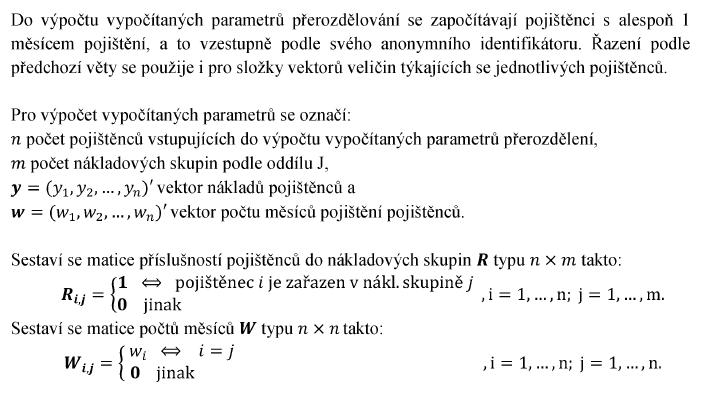 Do výpočtu vypočítaných parametrů přerozdělování se započítávají pojištěnci s alespoň 1
měsícem pojištění, a to vzestupně podle svého anonymního identifikátoru. Řazení podle
předchozí věty se použije i pro složky vektorů veličin týkajících se jednotlivých pojištěnců.
Pro výpočet vypočítaných parametrů se označí:
n počet pojištěnců vstupujících do výpočtu vypočítaných parametrů přerozdělení,
m počet nákladových skupin podle oddílu J,
y = (y₁, y₂, …, yₙ)′ vektor nákladů pojištěnců a
w = (w₁, w₂, …, wₙ)′ vektor počtu měsíců pojištění pojištěnců.
Sestaví se matice příslušností pojištěnců do nákladových skupin R typu n × m takto:
R_{i,j} = { 1 ⇔ pojištěnec i je zařazen v nákl. skupině j
0 jinak , i = 1, …, n; j = 1, …, m.
Sestaví se matice počtů měsíců W typu n × n takto:
W_{i,j} = { w_i ⇔ i = j
0 jinak , i = 1, …, n; j = 1, …, n.